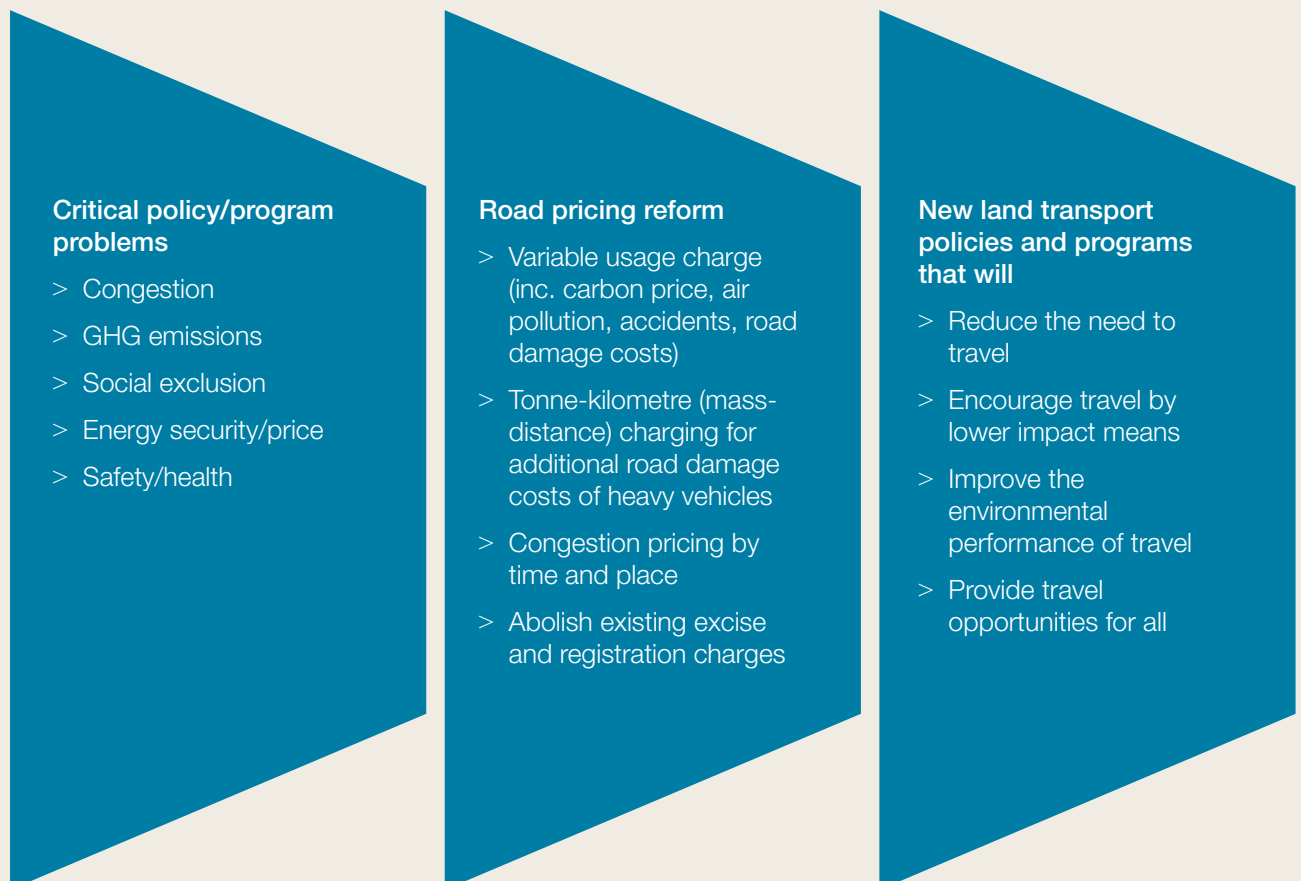 Critical policy/program
problems
> Congestion
> GHG emissions
> Social exclusion
> Energy security/price
> Safety/health
Road pricing reform
> Variable usage charge
(inc. carbon price, air
pollution, accidents, road
damage costs)
> Tonne-kilometre (mass-
distance) charging for
additional road damage
costs of heavy vehicles
> Congestion pricing by
time and place
> Abolish existing excise
and registration charges
New land transport
policies and programs
that will
> Reduce the need to
travel
> Encourage travel by
lower impact means
> Improve the
environmental
performance of travel
> Provide travel
opportunities for all